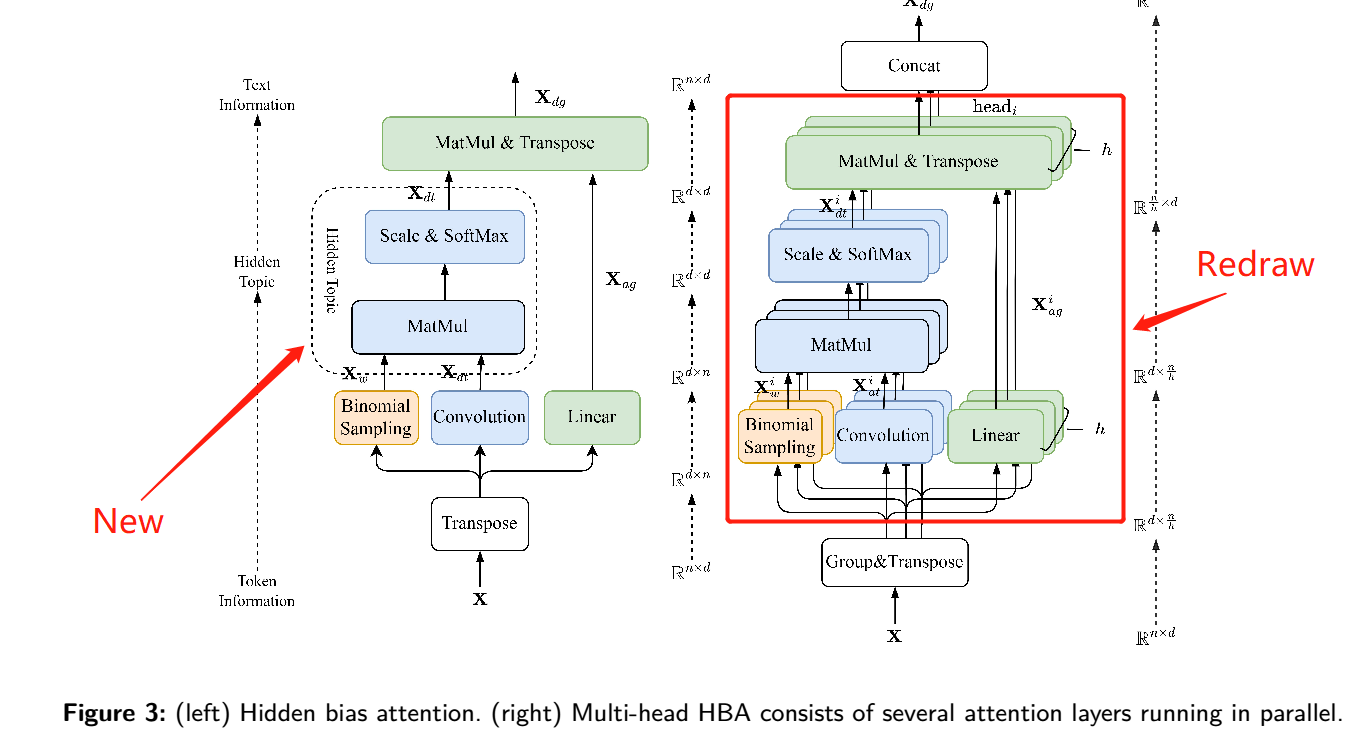 X_dg
Text
Information
Hidden
Topic
Token
Information
X_dg
MatMul & Transpose
X_dt
Scale & SoftMax
Hidden Topic
MatMul
X_ag
X_w
X_at
Binomial
Sampling
Convolution
Linear
Transpose
X
New
ℝ^{n×d}
ℝ^{d×d}
ℝ^{d×d}
ℝ^{d×n}
ℝ^{d×n}
ℝ^{n×d}
Concat
head_i
MatMul & Transpose
h
X^i_dt
Scale & SoftMax
MatMul
X^i_ag
X^i_w
X^i_at
Binomial
Sampling
Convolution
Linear
h
Group&Transpose
X
ℝ^{n/h×d}
ℝ^{d×n/h}
ℝ^{d×n/h}
ℝ^{n×d}
Redraw
Figure 3: (left) Hidden bias attention. (right) Multi-head HBA consists of several attention layers running in parallel.